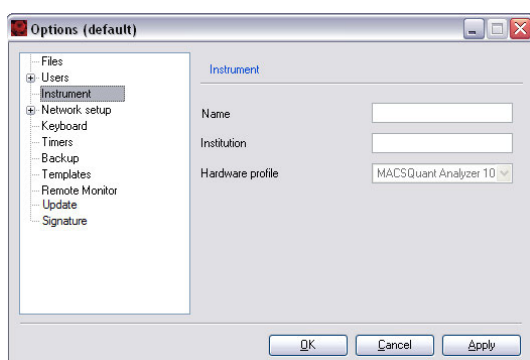 Options (default)
Files
Users
Instrument
Network setup
Keyboard
Timers
Backup
Templates
Remote Monitor
Update
Signature
Instrument
Name
Institution
Hardware profile
MACSQuant Analyzer 10
OK
Cancel
Apply